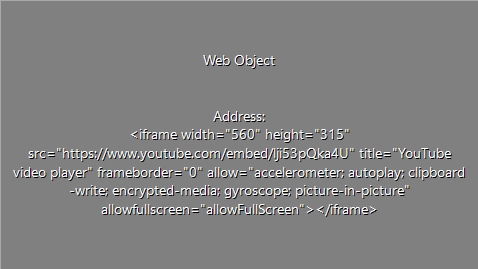 Web Object
Address:
<iframe width="560" height="315"
src="https://www.youtube.com/embed/lji53pQka4U" title="YouTube
video player" frameborder="0" allow="accelerometer; autoplay; clipboard
-write; encrypted-media; gyroscope; picture-in-picture"
allowfullscreen="allowFullScreen"></iframe>